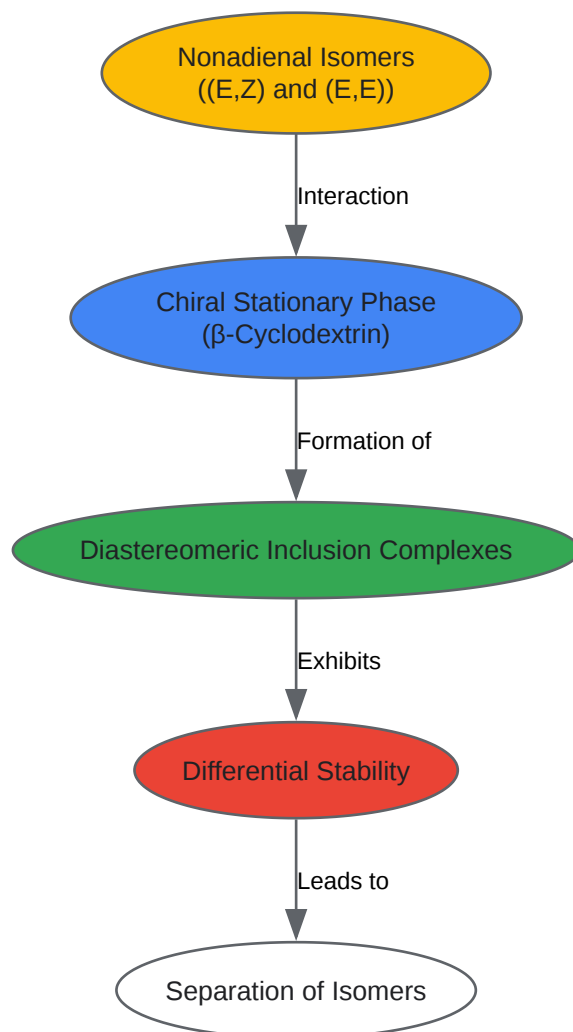 Nonadienal Isomers
((E,Z) and (E,E))
Interaction
Chiral Stationary Phase
(β-Cyclodextrin)
Formation of
Diastereomeric Inclusion Complexes
Exhibits
Differential Stability
Leads to
Separation of Isomers